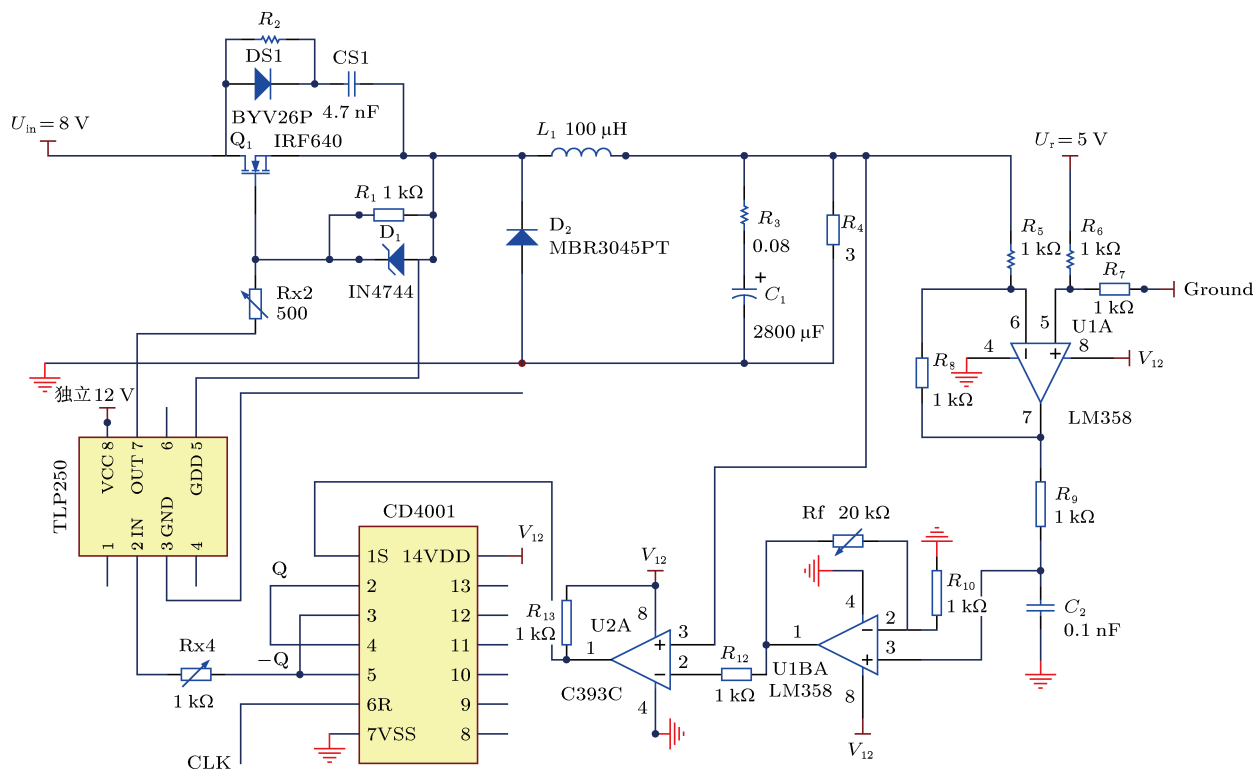 R₂
DS1
CS1
BYV26P
4.7 nF
U_in = 8 V
Q₁
IRF640
L₁ 100 μH
U_r = 5 V
R₁ 1 kΩ
D₁
IN4744
D₂
MBR3045PT
R₃
0.08
R₄
3
+
C₁
2800 μF
R₅
1 kΩ
R₆
1 kΩ
R₇
1 kΩ
Ground
Rx2
500
6
5
U1A
4
−
+
8
V₁₂
R₈
1 kΩ
7
LM358
独立12 V
VCC 8
OUT 7
6
GDD 5
TLP250
1
2 IN
3 GND
4
CD4001
1S
14VDD
V₁₂
2
13
3
12
4
11
5
10
6R
9
7VSS
8
Q
−Q
Rx4
1 kΩ
CLK
R₁₃
1 kΩ
V₁₂
8
U2A
1
+
3
−
2
C393C
4
R₁₂
1 kΩ
Rf 20 kΩ
4
1
−
2
+
3
U1BA
LM358
8
V₁₂
R₁₀
1 kΩ
R₉
1 kΩ
C₂
0.1 nF